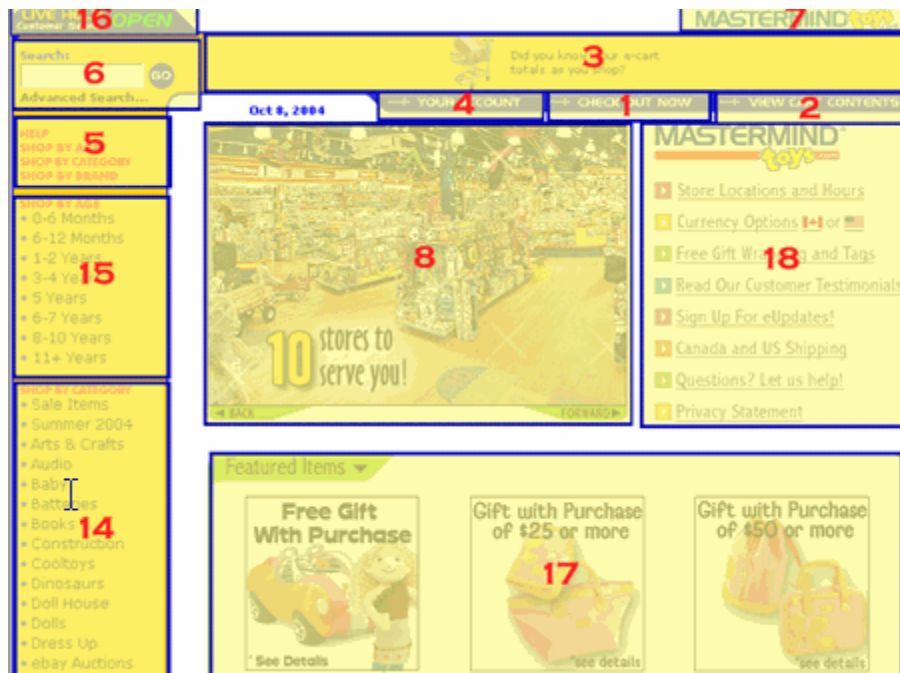 LIVE
16
OPEN
Customer
MASTERMIND toys
7
Search:
6
GO
Advanced Search...
3
Did you know our e-cart
totals as you shop?
Oct 8, 2004
4
YOUR ACCOUNT
1
CHECKOUT NOW
2
VIEW CART CONTENTS
5
HELP
SHOP BY
SHOP BY CATEGORY
SHOP BY BRAND
15
SHOP BY AGE
• 0-6 Months
• 6-12 Months
• 1-2 Years
• 3-4 Years
• 5 Years
• 6-7 Years
• 8-10 Years
• 11+ Years
14
SHOP BY CATEGORY
• Sale Items
• Summer 2004
• Arts & Crafts
• Audio
• Baby
• Batteries
• Books
• Construction
• Cooltoys
• Dinosaurs
• Doll House
• Dolls
• Dress Up
• ebay Auctions
8
10 stores to
serve you!
BACK
FORWARD
MASTERMIND
toys.com
18
Store Locations and Hours
Currency Options or
Free Gift Wrapping and Tags
Read Our Customer Testimonials
Sign Up For eUpdates!
Canada and US Shipping
Questions? Let us help!
Privacy Statement
Featured Items
17
Free Gift
With Purchase
* See Details
Gift with Purchase
of $25 or more
*see details
Gift with Purchase
of $50 or more
*see details